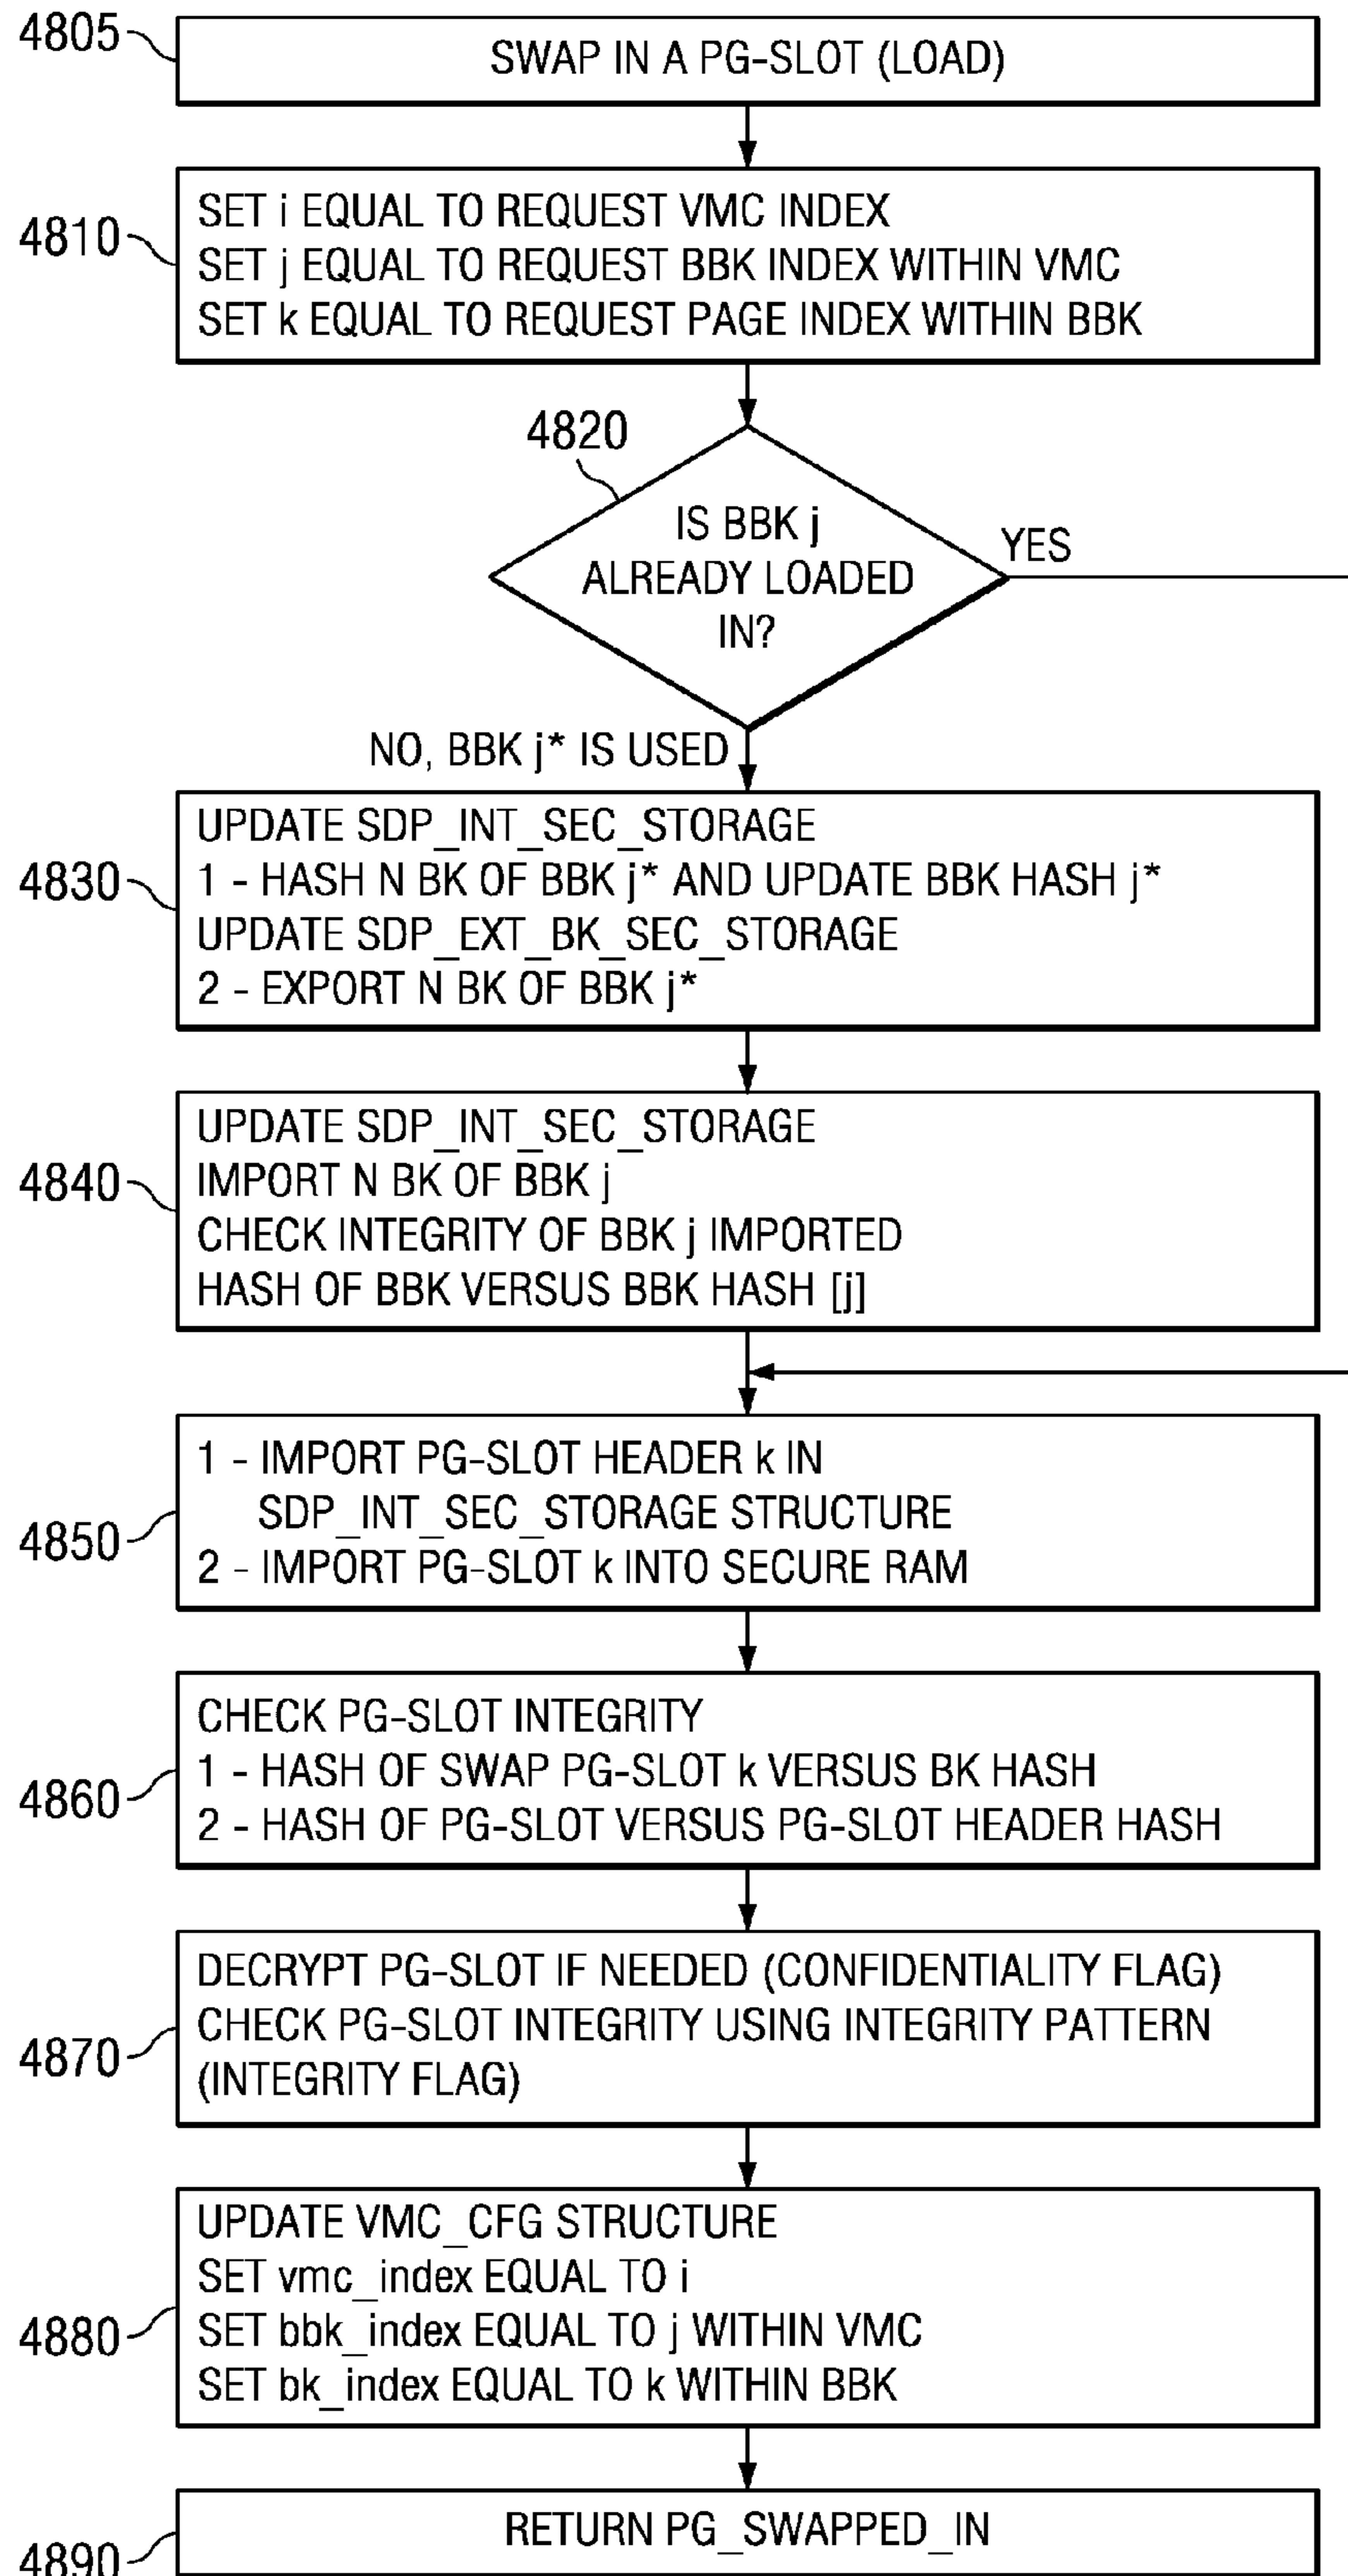 4805
SWAP IN A PG-SLOT (LOAD)
4810
SET i EQUAL TO REQUEST VMC INDEX
SET j EQUAL TO REQUEST BBK INDEX WITHIN VMC
SET k EQUAL TO REQUEST PAGE INDEX WITHIN BBK
4820
IS BBK j
ALREADY LOADED
IN?
YES
NO, BBK j* IS USED
4830
UPDATE SDP_INT_SEC_STORAGE
1 - HASH N BK OF BBK j* AND UPDATE BBK HASH j*
UPDATE SDP_EXT_BK_SEC_STORAGE
2 - EXPORT N BK OF BBK j*
4840
UPDATE SDP_INT_SEC_STORAGE
IMPORT N BK OF BBK j
CHECK INTEGRITY OF BBK j IMPORTED
HASH OF BBK VERSUS BBK HASH [j]
4850
1 - IMPORT PG-SLOT HEADER k IN
SDP_INT_SEC_STORAGE STRUCTURE
2 - IMPORT PG-SLOT k INTO SECURE RAM
4860
CHECK PG-SLOT INTEGRITY
1 - HASH OF SWAP PG-SLOT k VERSUS BK HASH
2 - HASH OF PG-SLOT VERSUS PG-SLOT HEADER HASH
4870
DECRYPT PG-SLOT IF NEEDED (CONFIDENTIALITY FLAG)
CHECK PG-SLOT INTEGRITY USING INTEGRITY PATTERN
(INTEGRITY FLAG)
4880
UPDATE VMC_CFG STRUCTURE
SET vmc_index EQUAL TO i
SET bbk_index EQUAL TO j WITHIN VMC
SET bk_index EQUAL TO k WITHIN BBK
4890
RETURN PG_SWAPPED_IN